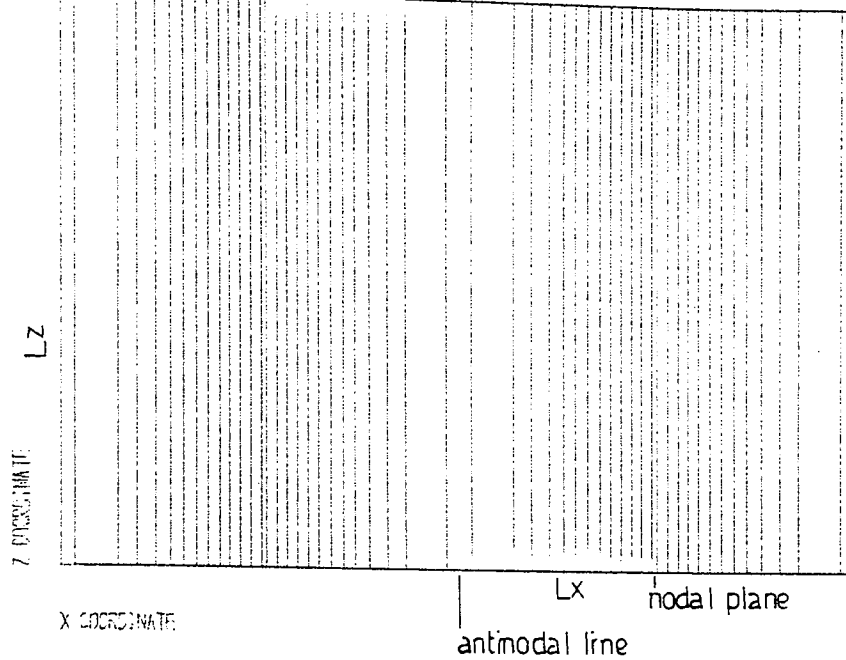 Lz
Z COORDINATE
Lx
nodal plane
X COORDINATE
antinodal line